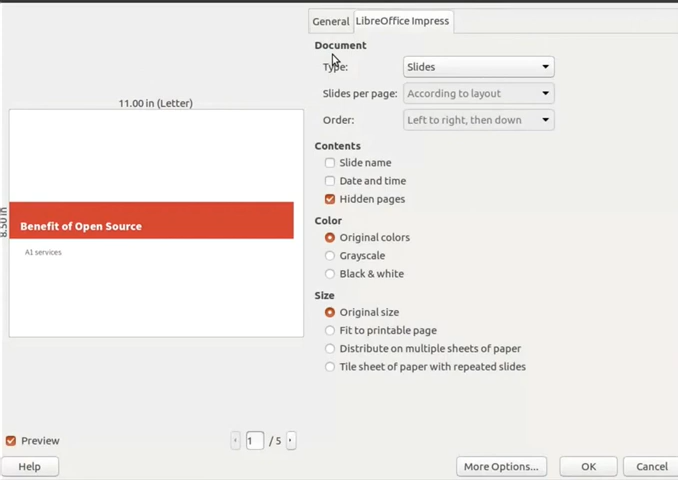 General LibreOffice Impress
Document
Type: Slides
Slides per page: According to layout
Order: Left to right, then down
Contents
Slide name
Date and time
Hidden pages
Color
Original colors
Grayscale
Black & white
Size
Original size
Fit to printable page
Distribute on multiple sheets of paper
Tile sheet of paper with repeated slides
11.00 in (Letter)
8.50 in
Benefit of Open Source
A1 services
Preview
1 / 5
Help More Options... OK Cancel